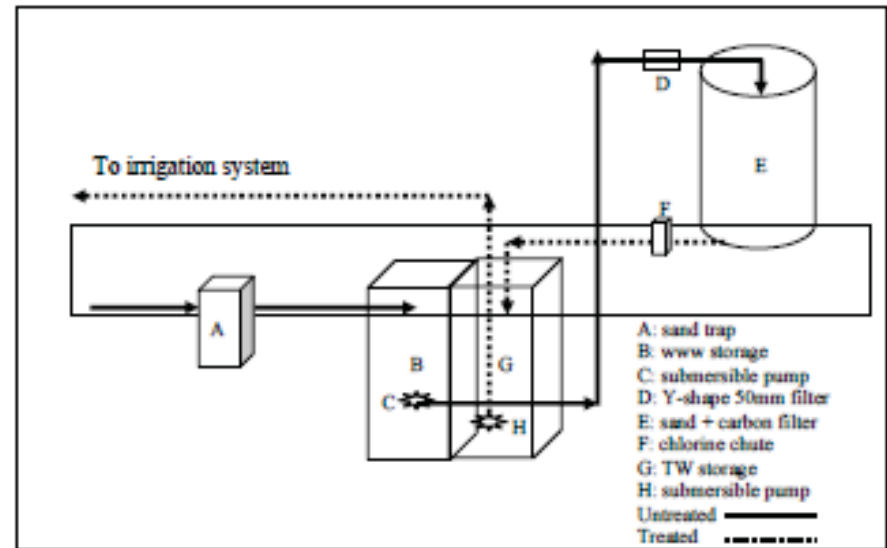 D
To irrigation system
E
F
A
B
G
C
H
A: sand trap
B: www storage
C: submersible pump
D: Y-shape 50mm filter
E: sand + carbon filter
F: chlorine chute
G: TW storage
H: submersible pump
Untreated
Treated